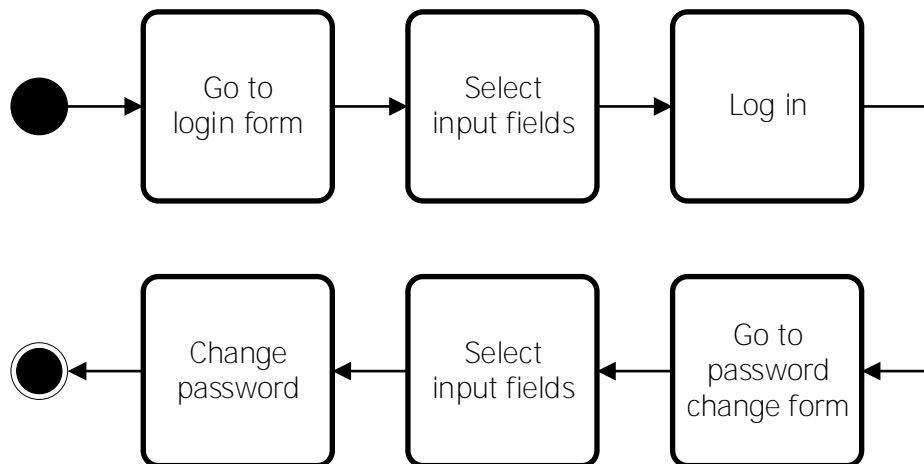 Go to
login form
Select
input fields
Log in
Change
password
Select
input fields
Go to
password
change form